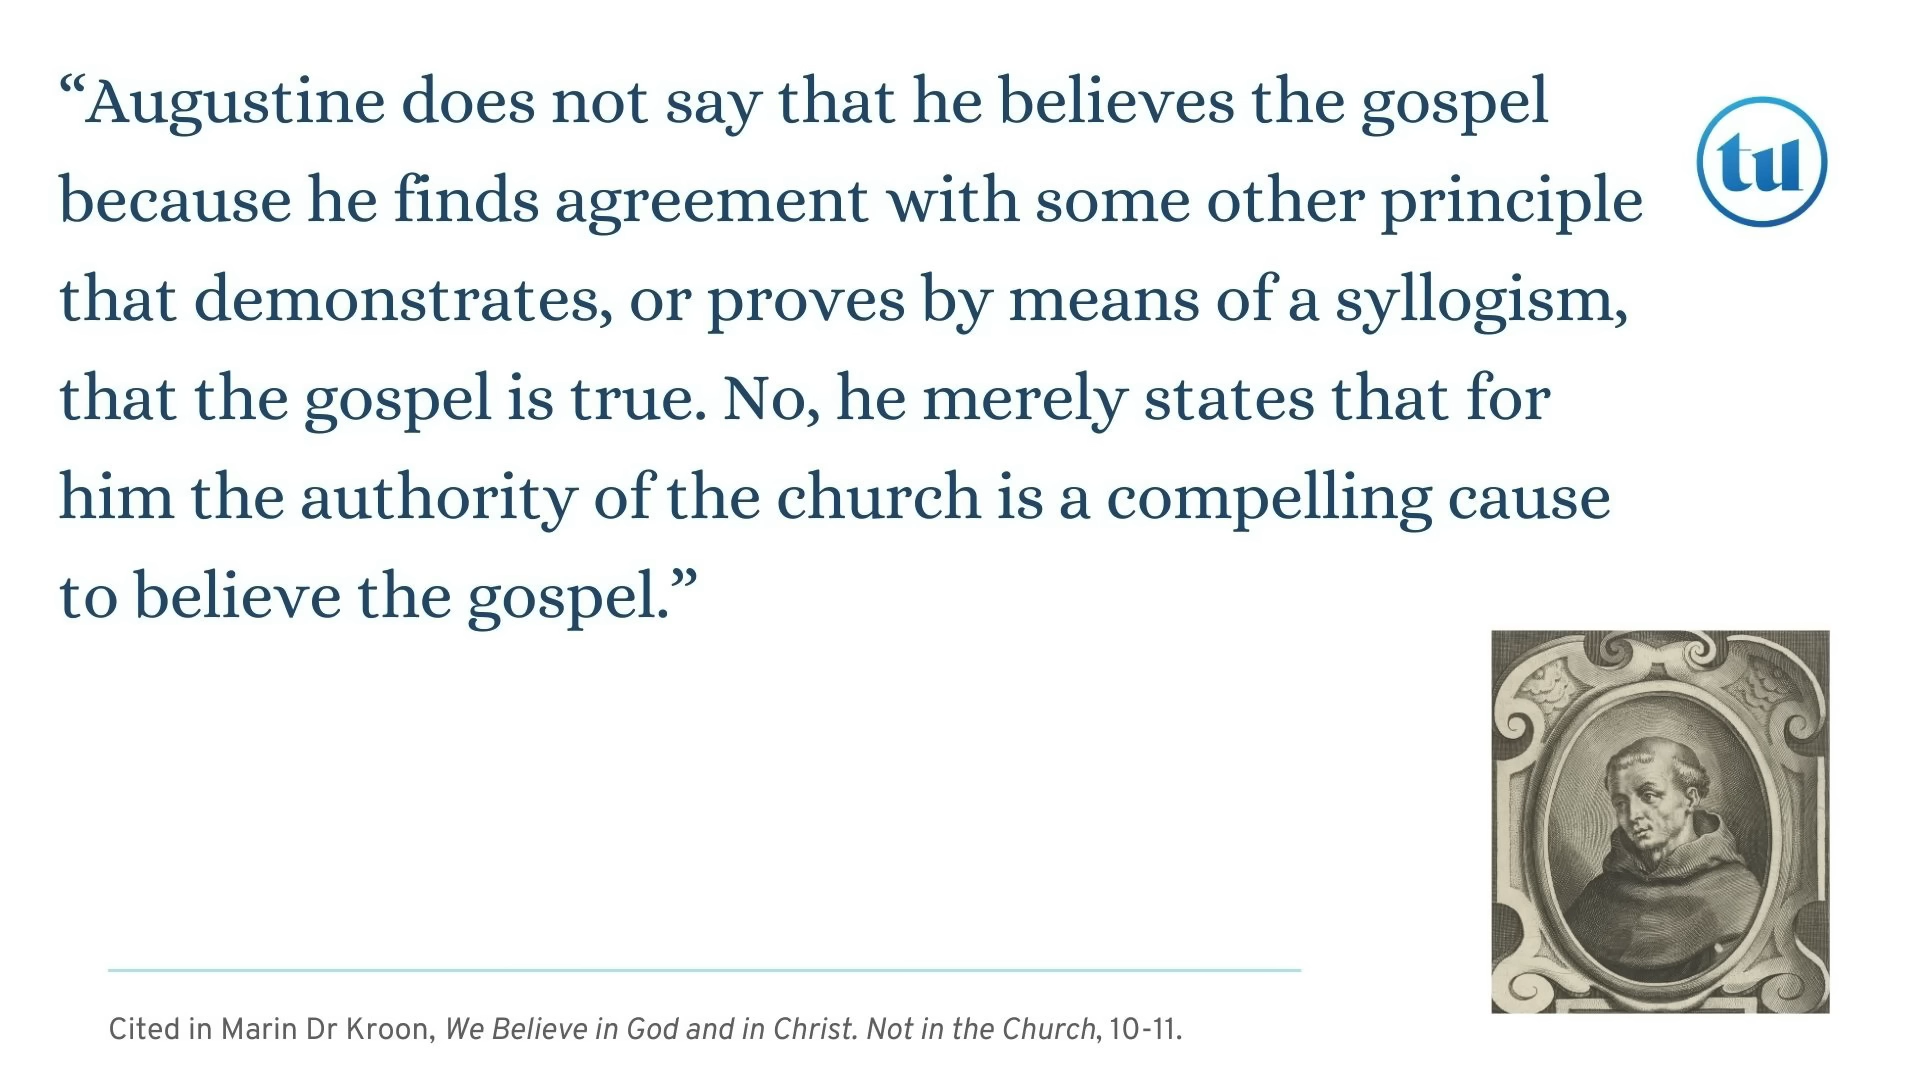 “Augustine does not say that he believes the gospel
because he finds agreement with some other principle
that demonstrates, or proves by means of a syllogism,
that the gospel is true. No, he merely states that for
him the authority of the church is a compelling cause
to believe the gospel.”
tu
Cited in Marin Dr Kroon, We Believe in God and in Christ. Not in the Church, 10-11.